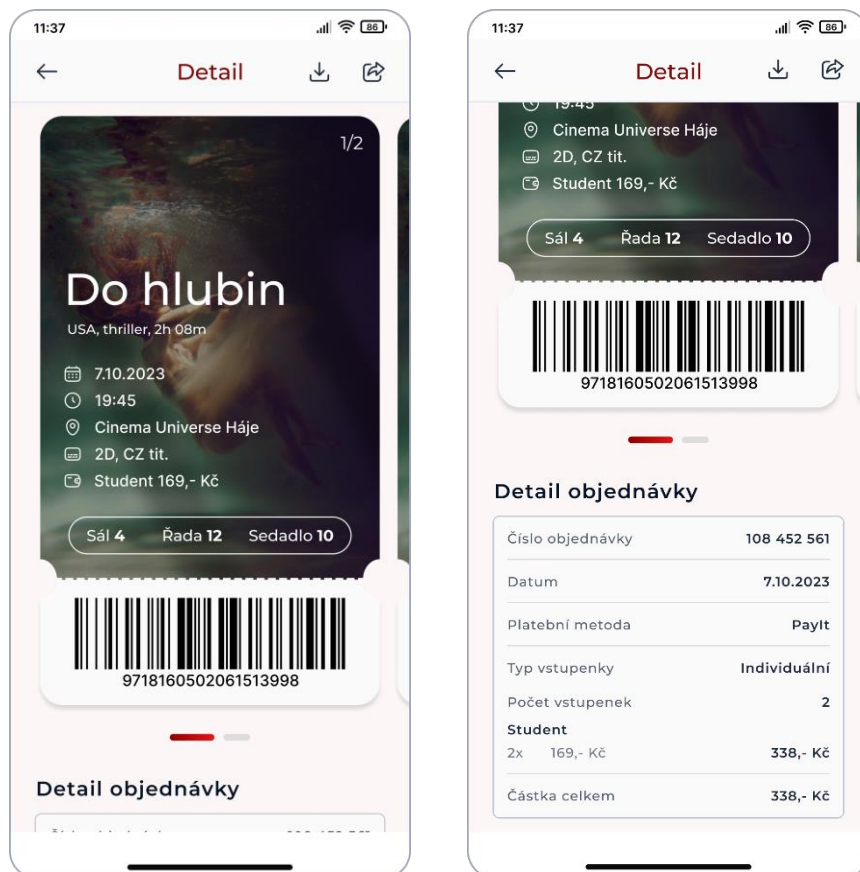 11:37
86
Detail
1/2
Do hlubin
USA, thriller, 2h 08m
7.10.2023
19:45
Cinema Universe Háje
2D, CZ tit.
Student 169,- Kč
Sál 4 Řada 12 Sedadlo 10
9718160502061513998
Detail objednávky
11:37
86
Detail
19:45
Cinema Universe Háje
2D, CZ tit.
Student 169,- Kč
Sál 4 Řada 12 Sedadlo 10
9718160502061513998
Detail objednávky
Číslo objednávky 108 452 561
Datum 7.10.2023
Platební metoda PayIt
Typ vstupenky Individuální
Počet vstupenek 2
Student
2x 169,- Kč 338,- Kč
Částka celkem 338,- Kč